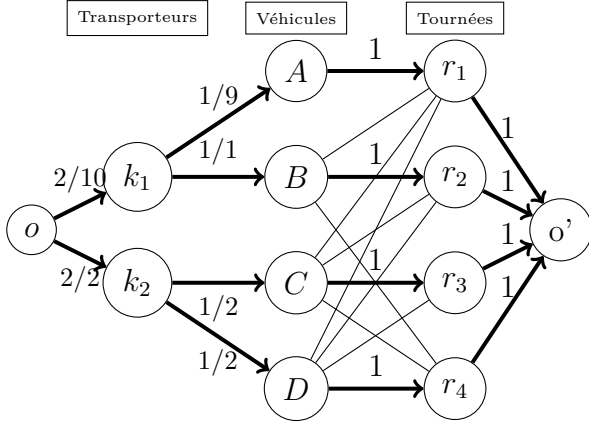 Transporteurs Véhicules Tournées
A 1 r1
1/9 1
1/1
2/10 k1 B 1 r2 1
o o'
2/2 k2 C 1 r3 1
1/2 1
1/2
D 1 r4